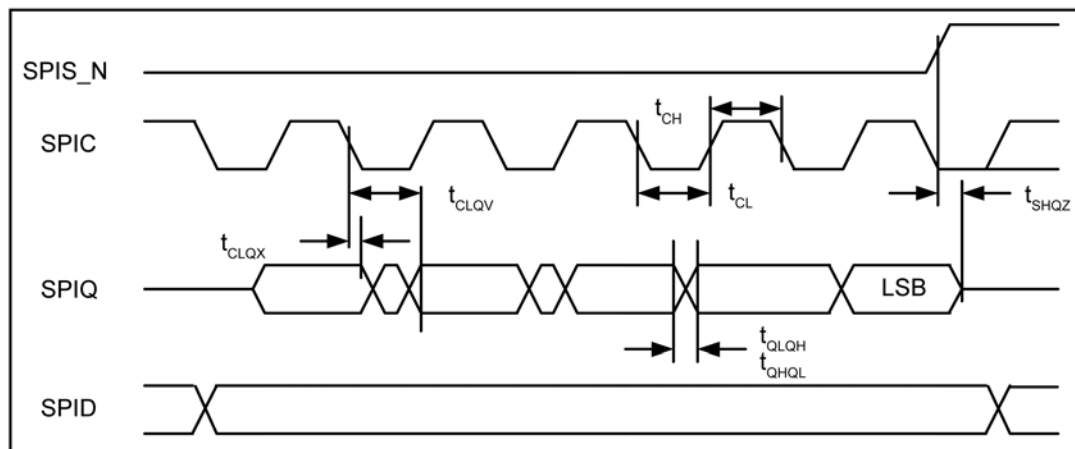 SPIS_N
SPIC
tCH
tCLQV
tCL
tSHQZ
tCLQX
SPIQ
LSB
tQLQH
tQHQL
SPID